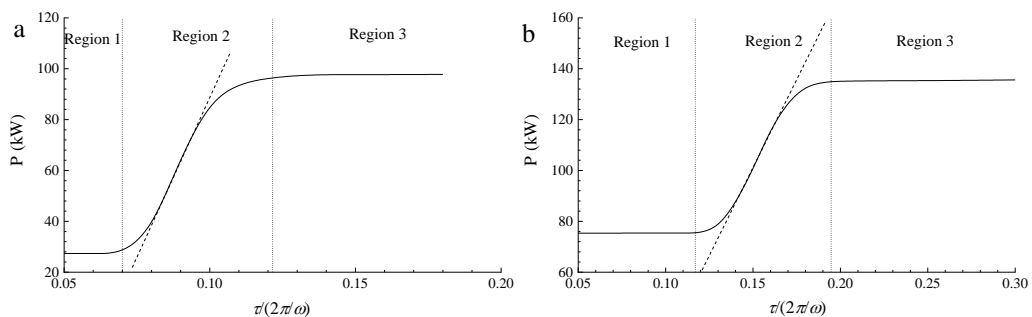 a
120
100
80
60
40
20
P (kW)
Region 1
Region 2
Region 3
0.05
0.10
0.15
0.20
τ/(2π/ω)
b
160
140
120
100
80
60
P (kW)
Region 1
Region 2
Region 3
0.05
0.10
0.15
0.20
0.25
0.30
τ/(2π/ω)